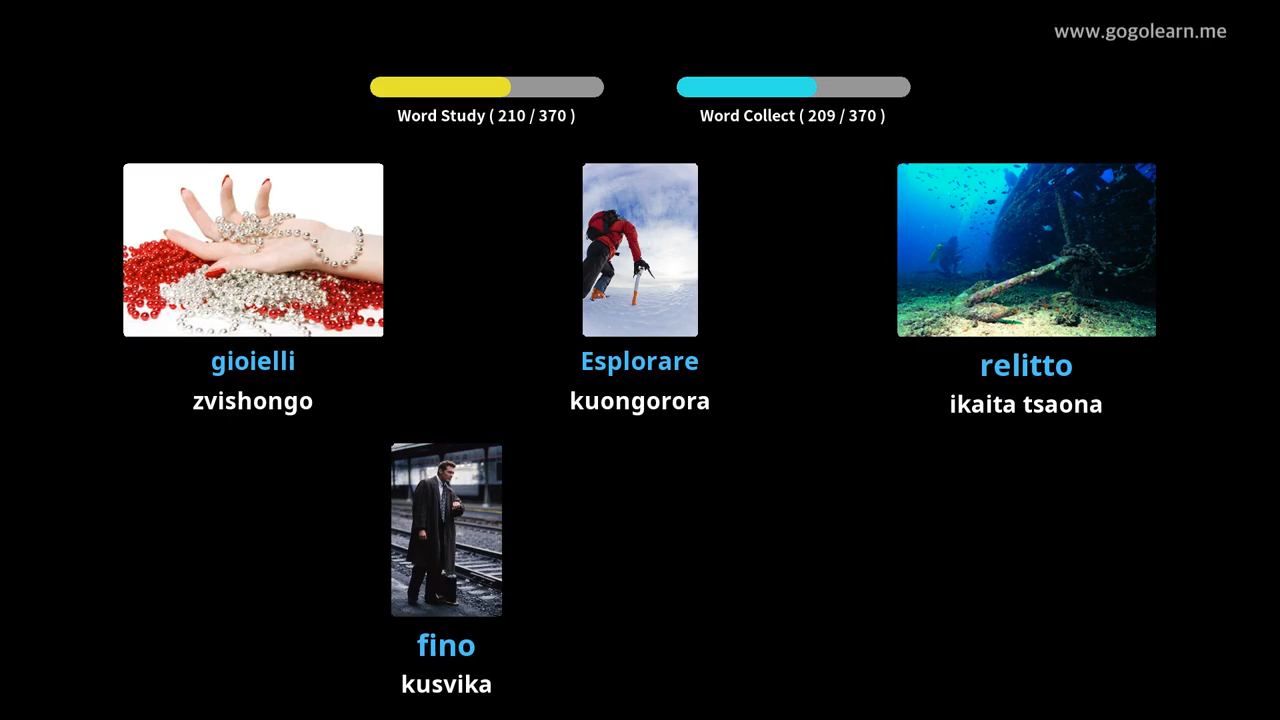 www.gogolearn.me
Word Study ( 210 / 370 )
Word Collect ( 209 / 370 )
gioielli
zvishongo
Esplorare
kuongorora
relitto
ikaita tsaona
fino
kusvika